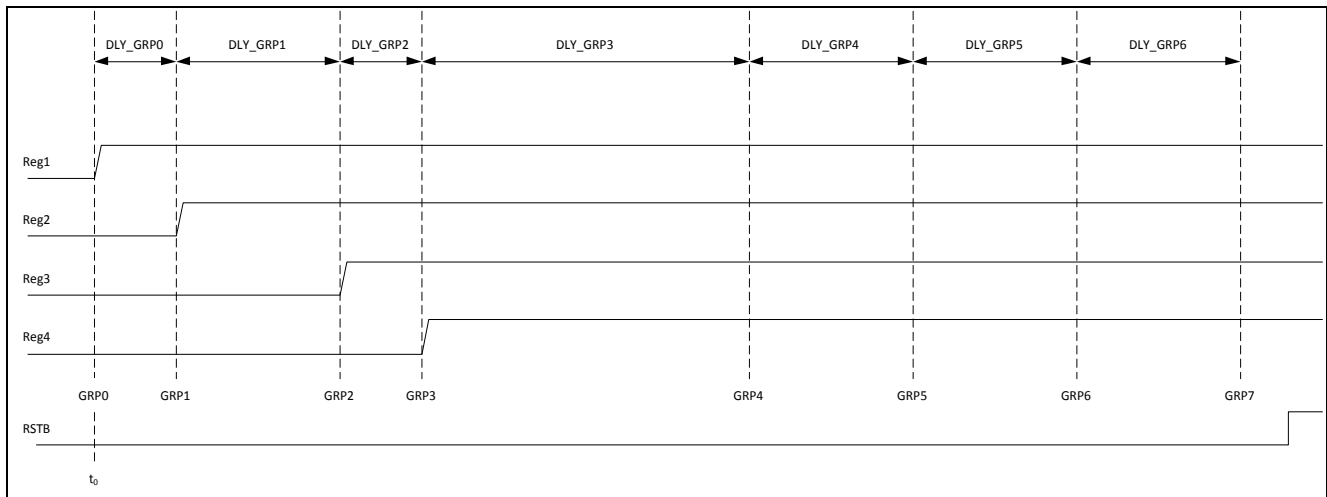 DLY_GRP0 DLY_GRP1 DLY_GRP2 DLY_GRP3 DLY_GRP4 DLY_GRP5 DLY_GRP6
Reg1
Reg2
Reg3
Reg4
GRP0 GRP1 GRP2 GRP3 GRP4 GRP5 GRP6 GRP7
RSTB
t₀